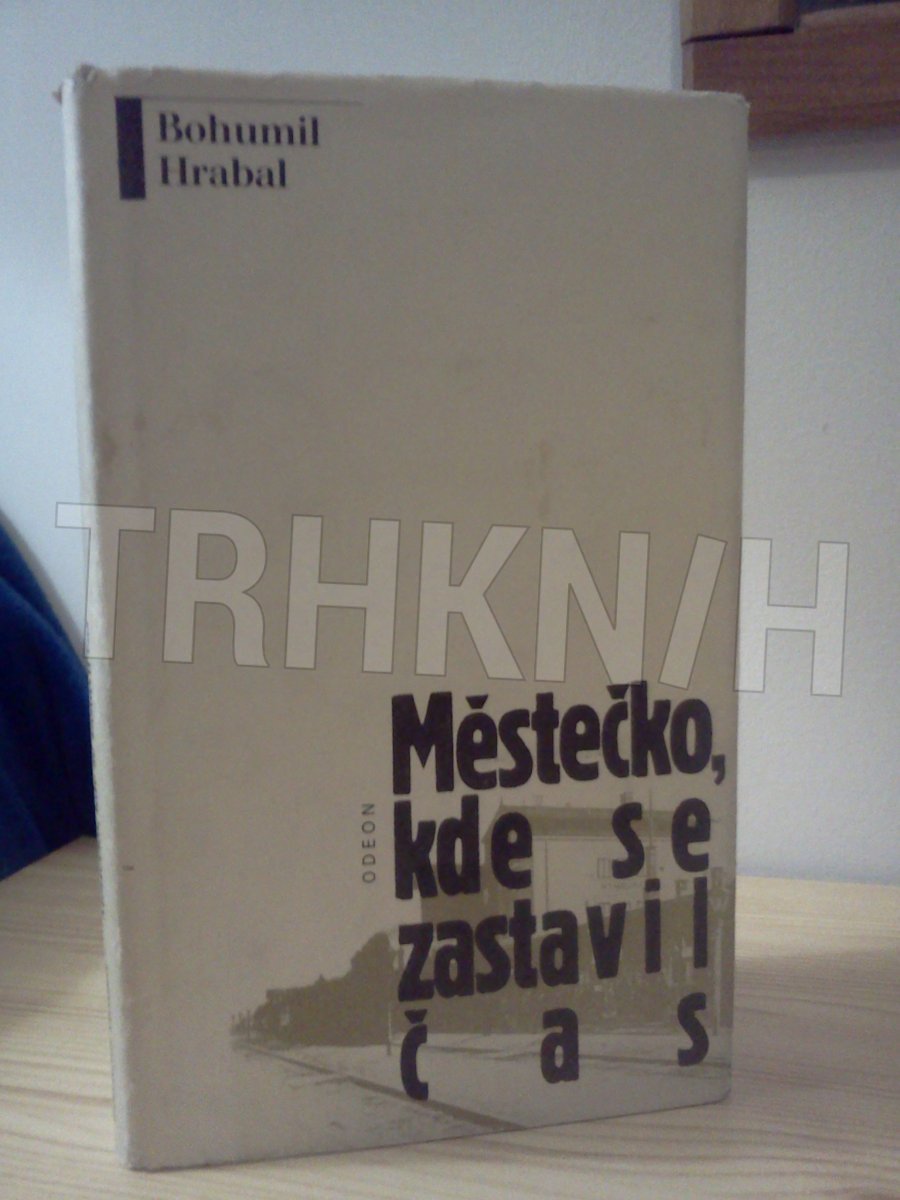 Bohumil
Hrabal
TRHKNIH
Městečko,
kde se
zastavil
čas
ODEON